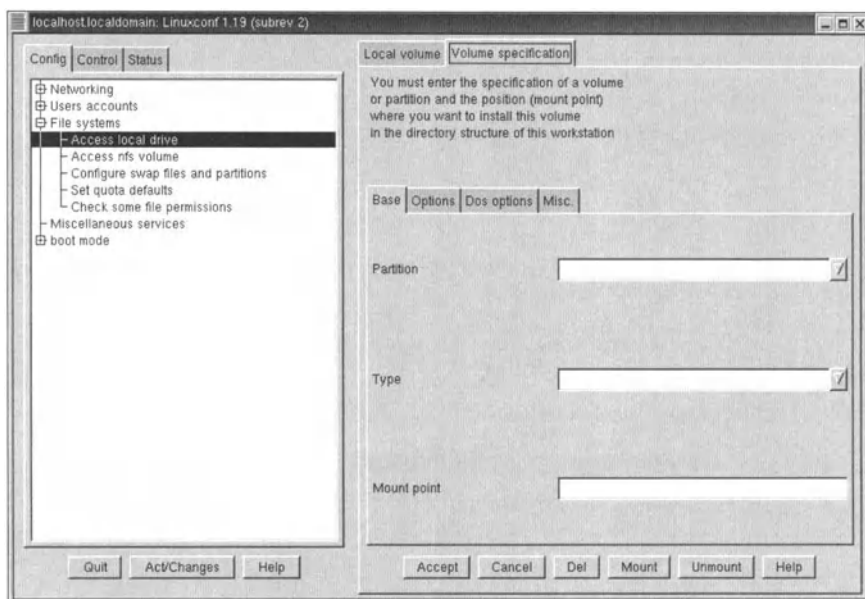 localhost.localdomain: Linuxconf 1.19 (subrev 2)
Config Control Status
Networking
Users accounts
File systems
Access local drive
Access nfs volume
Configure swap files and partitions
Set quota defaults
Check some file permissions
Miscellaneous services
boot mode
Quit Act/Changes Help
Local volume Volume specification
You must enter the specification of a volume
or partition and the position (mount point)
where you want to install this volume
in the directory structure of this workstation
Base Options Dos options Misc.
Partition
Type
Mount point
Accept Cancel Del Mount Unmount Help